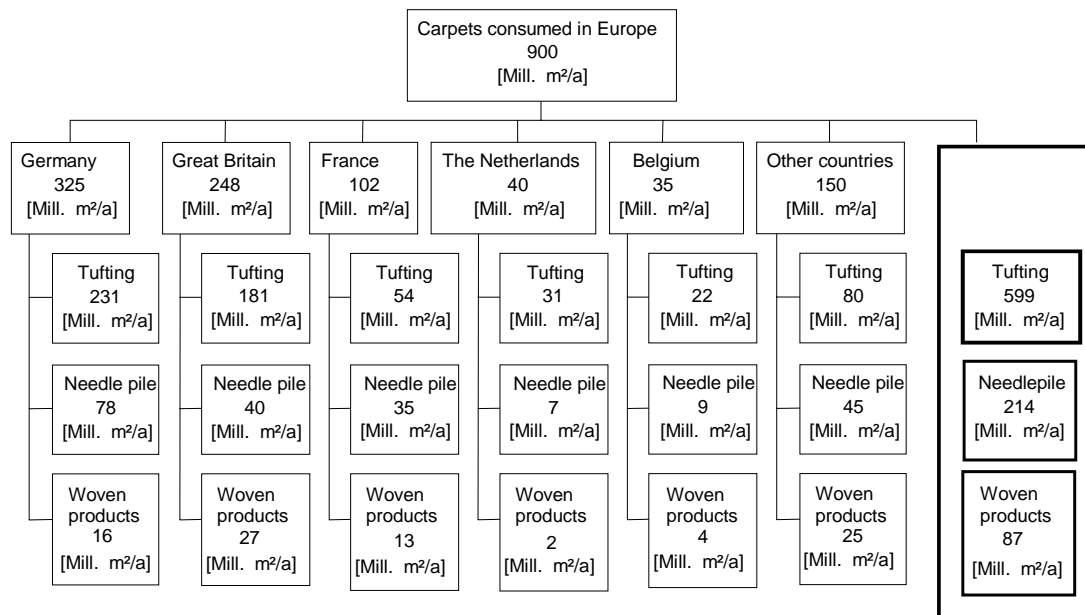 Carpets consumed in Europe
900
[Mill. m²/a]
Germany
325
[Mill. m²/a]
Great Britain
248
[Mill. m²/a]
France
102
[Mill. m²/a]
The Netherlands
40
[Mill. m²/a]
Belgium
35
[Mill. m²/a]
Other countries
150
[Mill. m²/a]
Tufting
231
[Mill. m²/a]
Tufting
181
[Mill. m²/a]
Tufting
54
[Mill. m²/a]
Tufting
31
[Mill. m²/a]
Tufting
22
[Mill. m²/a]
Tufting
80
[Mill. m²/a]
Tufting
599
[Mill. m²/a]
Needle pile
78
[Mill. m²/a]
Needle pile
40
[Mill. m²/a]
Needle pile
35
[Mill. m²/a]
Needle pile
7
[Mill. m²/a]
Needle pile
9
[Mill. m²/a]
Needle pile
45
[Mill. m²/a]
Needlepile
214
[Mill. m²/a]
Woven
products
16
[Mill. m²/a]
Woven
products
27
[Mill. m²/a]
Woven
products
13
[Mill. m²/a]
Woven
products
2
[Mill. m²/a]
Woven
products
4
[Mill. m²/a]
Woven
products
25
[Mill. m²/a]
Woven
products
87
[Mill. m²/a]